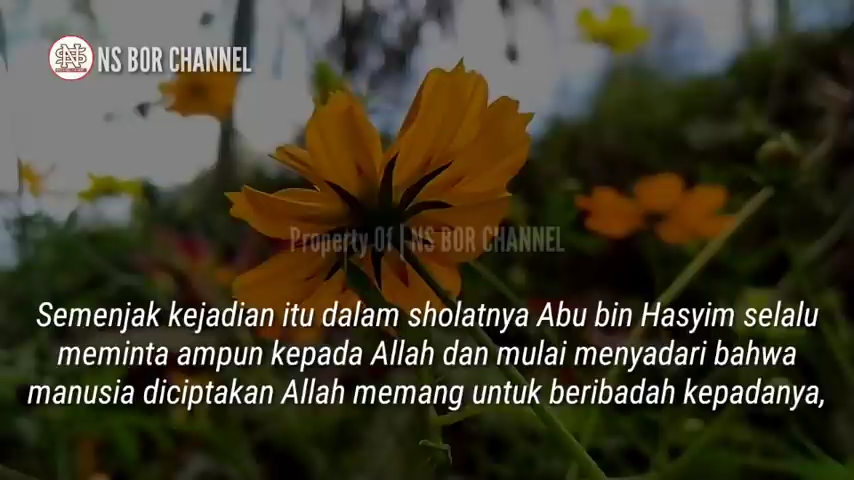 NS BOR CHANNEL
Property Of | NS BOR CHANNEL
Semenjak kejadian itu dalam sholatnya Abu bin Hasyim selalu
meminta ampun kepada Allah dan mulai menyadari bahwa
manusia diciptakan Allah memang untuk beribadah kepadanya,